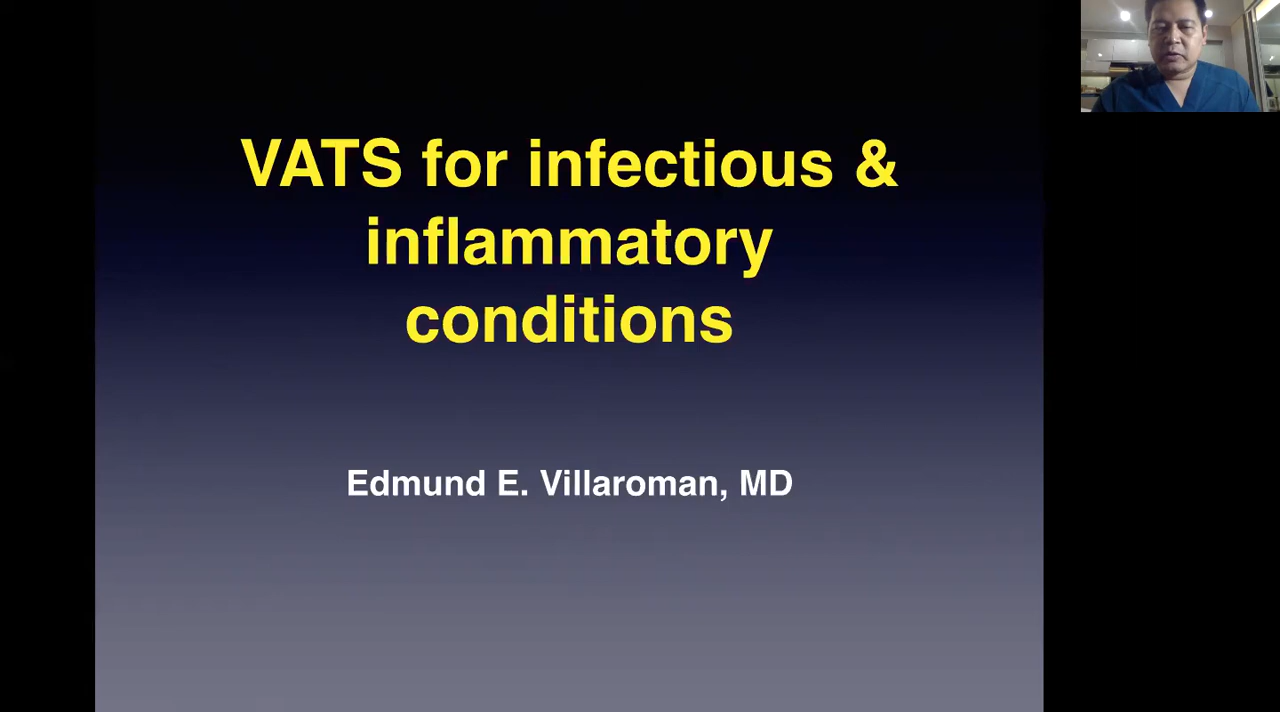 VATS for infectious &
inflammatory
conditions
Edmund E. Villaroman, MD